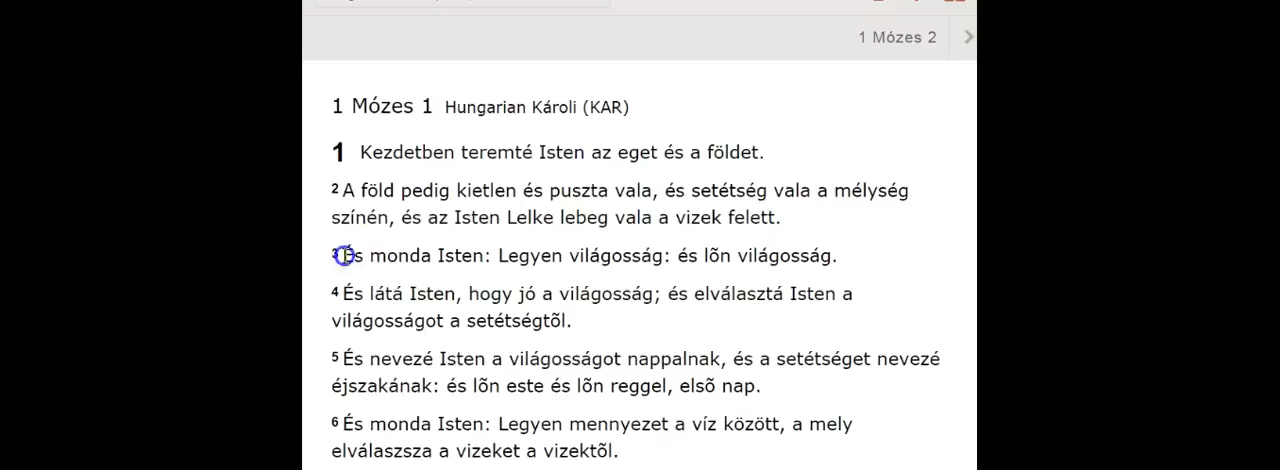 1 Mózes 2
1 Mózes 1 Hungarian Károli (KAR)
1 Kezdetben teremté Isten az eget és a földet.
2 A föld pedig kietlen és puszta vala, és setétség vala a mélység
színén, és az Isten Lelke lebeg vala a vizek felett.
3 És monda Isten: Legyen világosság: és lõn világosság.
4 És látá Isten, hogy jó a világosság; és elválasztá Isten a
világosságot a setétségtõl.
5 És nevezé Isten a világosságot nappalnak, és a setétséget nevezé
éjszakának: és lõn este és lõn reggel, elsõ nap.
6 És monda Isten: Legyen mennyezet a víz között, a mely
elválaszsza a vizeket a vizektõl.